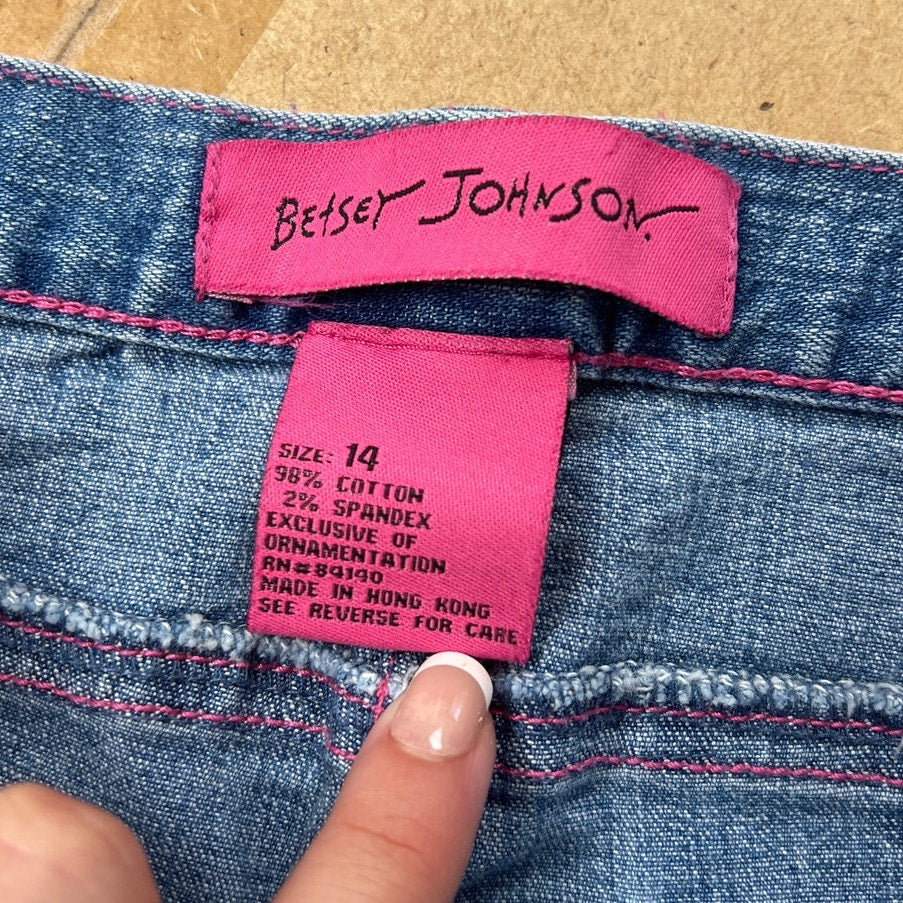 BETSEY JOHNSON.
SIZE: 14
98% COTTON
2% SPANDEX
EXCLUSIVE OF
ORNAMENTATION
RN#84140
MADE IN HONG KONG
SEE REVERSE FOR CARE